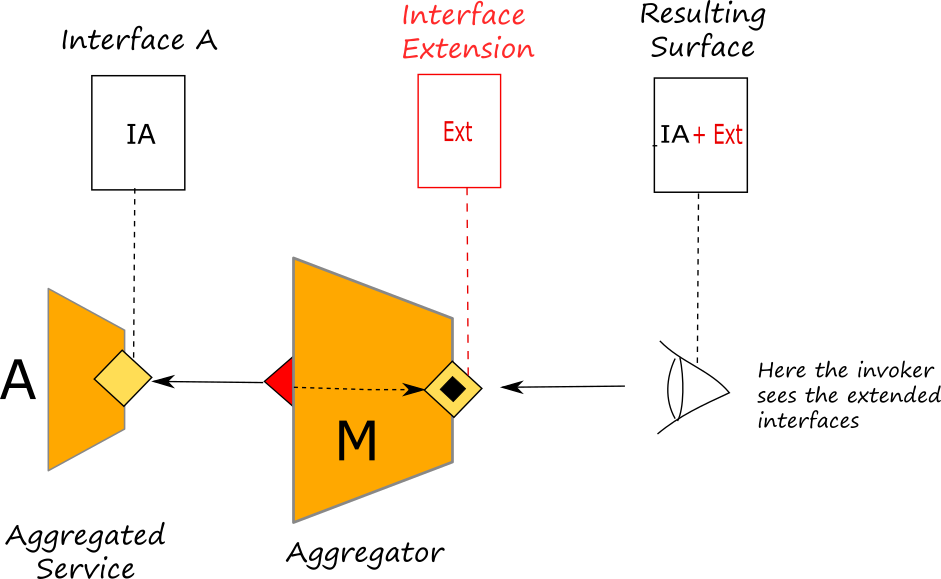 Interface A
Interface
Extension
Resulting
Surface
IA
Ext
IA + Ext
A
M
Here the invoker
sees the extended
interfaces
Aggregated
Service
Aggregator